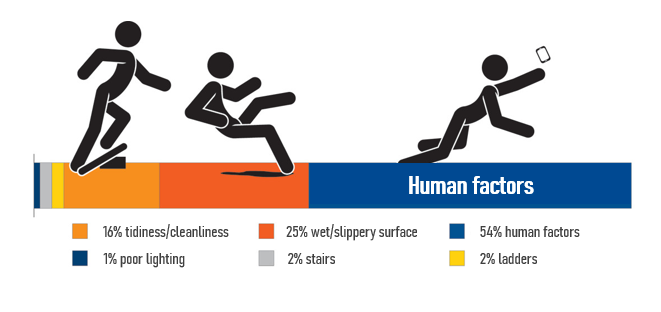 Human factors
16% tidiness/cleanliness 25% wet/slippery surface 54% human factors
1% poor lighting 2% stairs 2% ladders